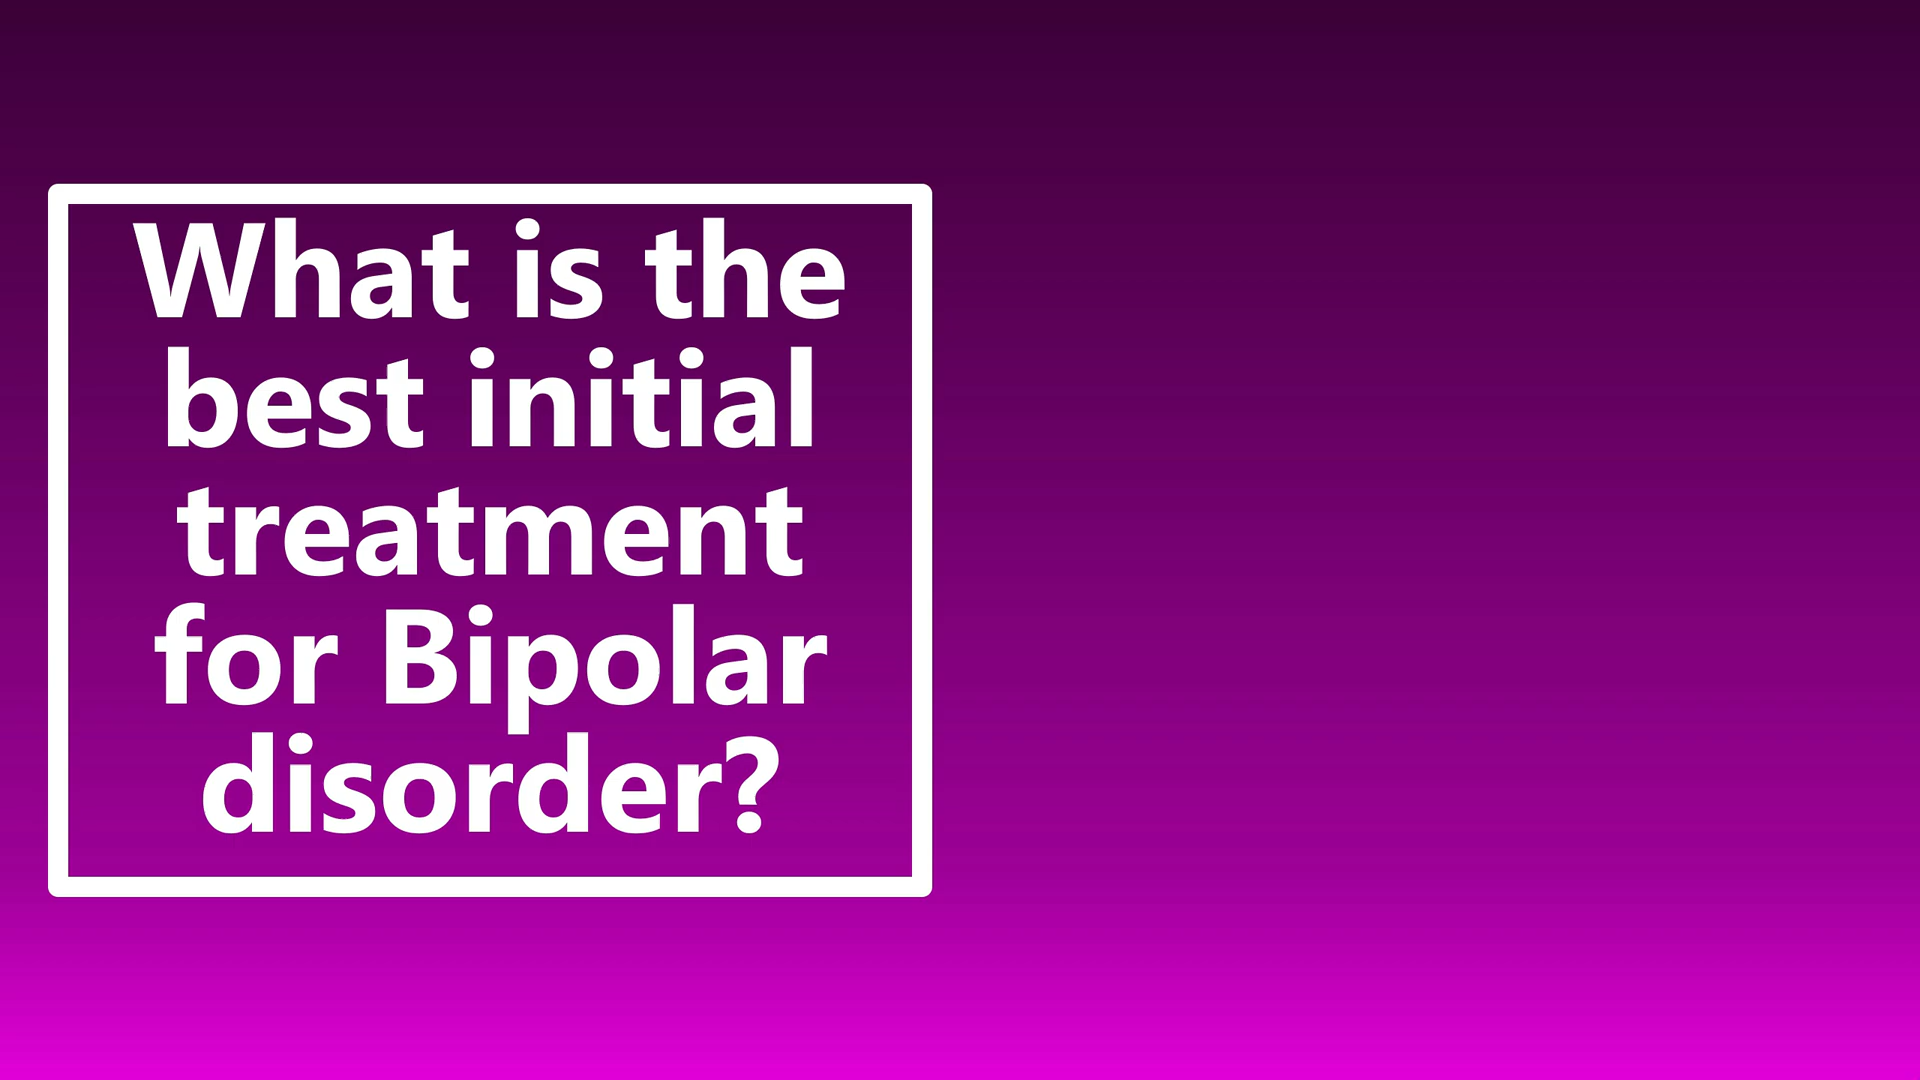 What is the
best initial
treatment
for Bipolar
disorder?